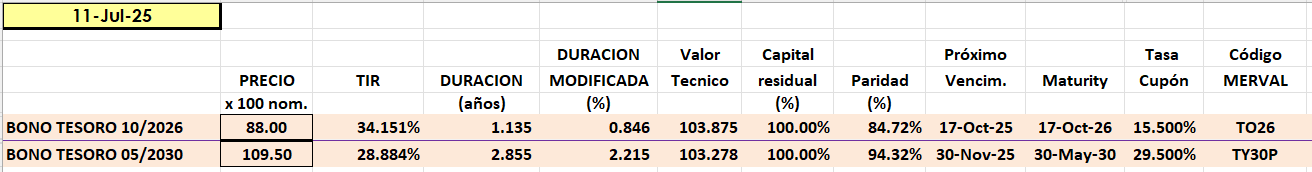 11-Jul-25
DURACION Valor Capital Próximo Tasa Código
PRECIO TIR DURACION MODIFICADA Tecnico residual Paridad Vencim. Maturity Cupón MERVAL
x 100 nom. (años) (%) (%) (%)
BONO TESORO 10/2026 88.00 34.151% 1.135 0.846 103.875 100.00% 84.72% 17-Oct-25 17-Oct-26 15.500% TO26
BONO TESORO 05/2030 109.50 28.884% 2.855 2.215 103.278 100.00% 94.32% 30-Nov-25 30-May-30 29.500% TY30P